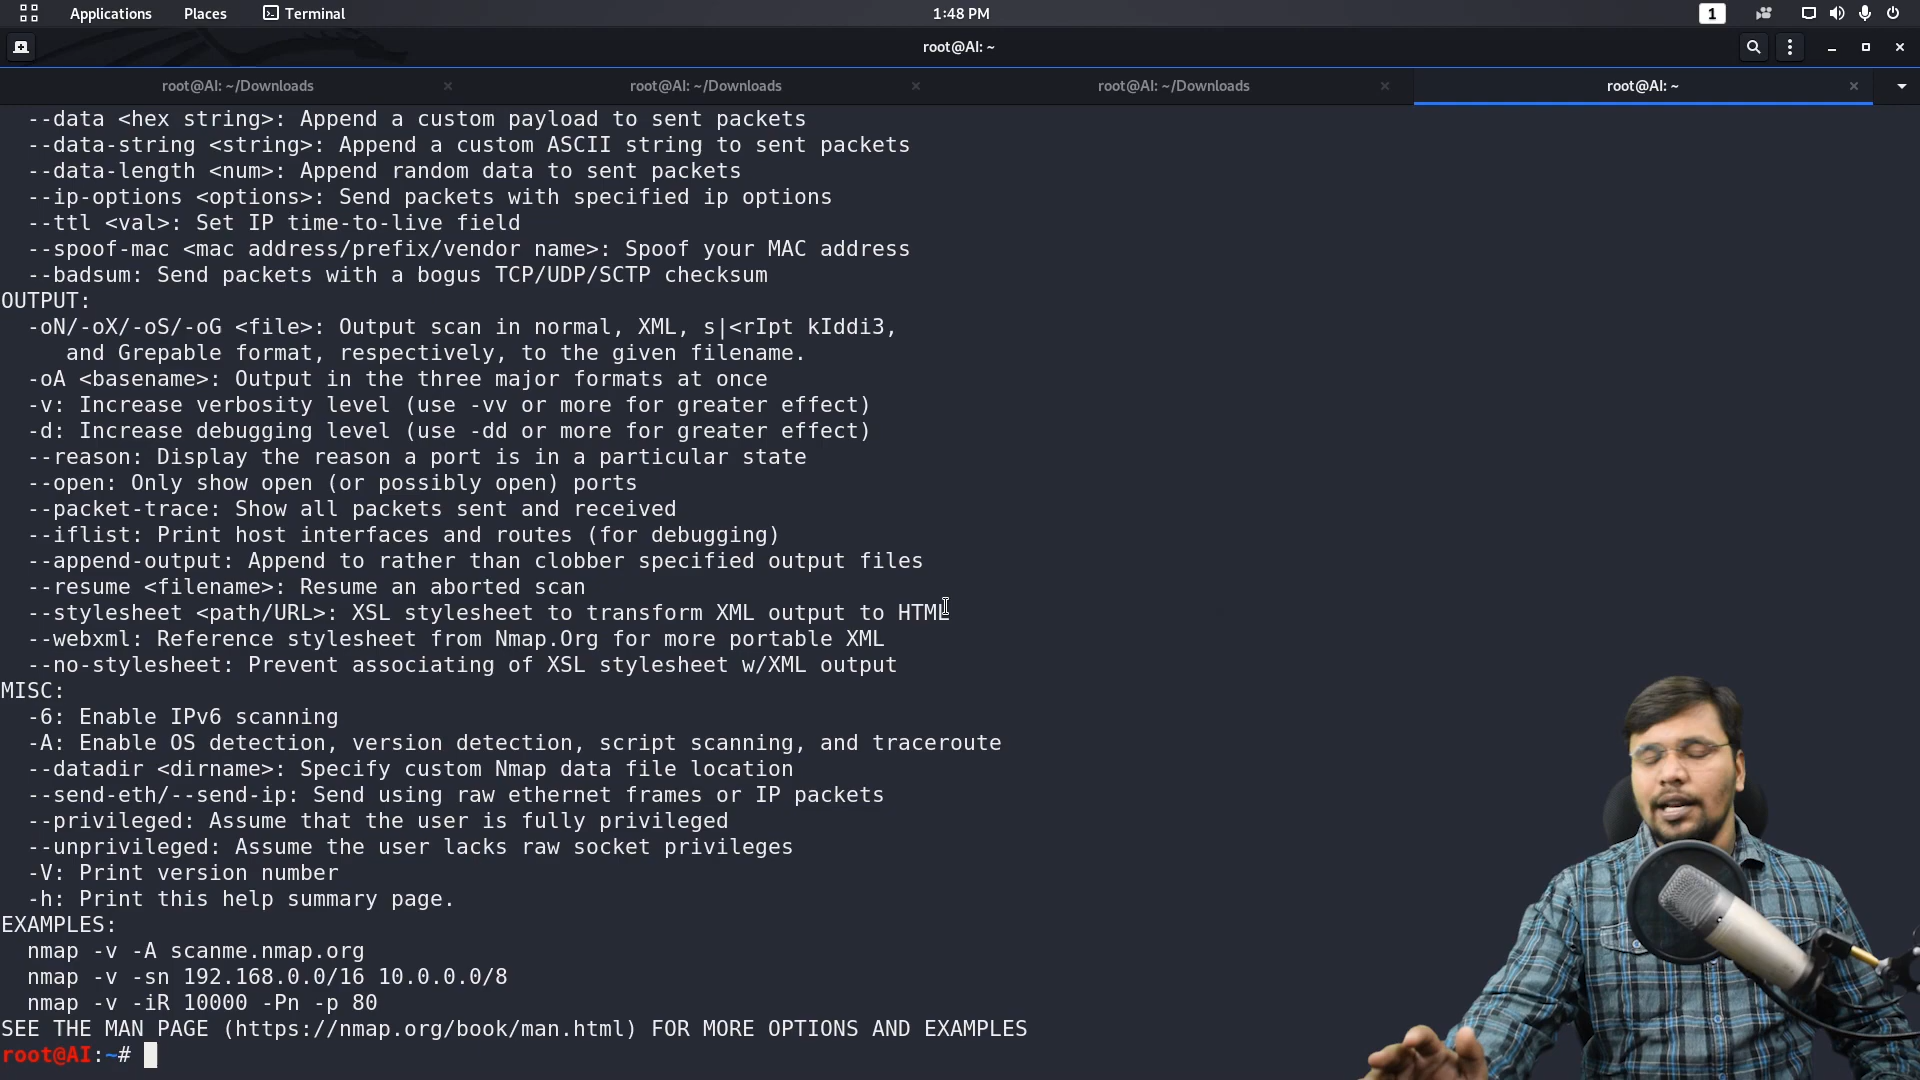 Applications Places Terminal 1:48 PM 1
root@AI: ~
root@AI: ~/Downloads root@AI: ~/Downloads root@AI: ~/Downloads root@AI: ~
--data <hex string>: Append a custom payload to sent packets
--data-string <string>: Append a custom ASCII string to sent packets
--data-length <num>: Append random data to sent packets
--ip-options <options>: Send packets with specified ip options
--ttl <val>: Set IP time-to-live field
--spoof-mac <mac address/prefix/vendor name>: Spoof your MAC address
--badsum: Send packets with a bogus TCP/UDP/SCTP checksum
OUTPUT:
-oN/-oX/-oS/-oG <file>: Output scan in normal, XML, s|<rIpt kIddi3,
and Grepable format, respectively, to the given filename.
-oA <basename>: Output in the three major formats at once
-v: Increase verbosity level (use -vv or more for greater effect)
-d: Increase debugging level (use -dd or more for greater effect)
--reason: Display the reason a port is in a particular state
--open: Only show open (or possibly open) ports
--packet-trace: Show all packets sent and received
--iflist: Print host interfaces and routes (for debugging)
--append-output: Append to rather than clobber specified output files
--resume <filename>: Resume an aborted scan
--stylesheet <path/URL>: XSL stylesheet to transform XML output to HTML
--webxml: Reference stylesheet from Nmap.Org for more portable XML
--no-stylesheet: Prevent associating of XSL stylesheet w/XML output
MISC:
-6: Enable IPv6 scanning
-A: Enable OS detection, version detection, script scanning, and traceroute
--datadir <dirname>: Specify custom Nmap data file location
--send-eth/--send-ip: Send using raw ethernet frames or IP packets
--privileged: Assume that the user is fully privileged
--unprivileged: Assume the user lacks raw socket privileges
-V: Print version number
-h: Print this help summary page.
EXAMPLES:
nmap -v -A scanme.nmap.org
nmap -v -sn 192.168.0.0/16 10.0.0.0/8
nmap -v -iR 10000 -Pn -p 80
SEE THE MAN PAGE (https://nmap.org/book/man.html) FOR MORE OPTIONS AND EXAMPLES
root@AI:~#